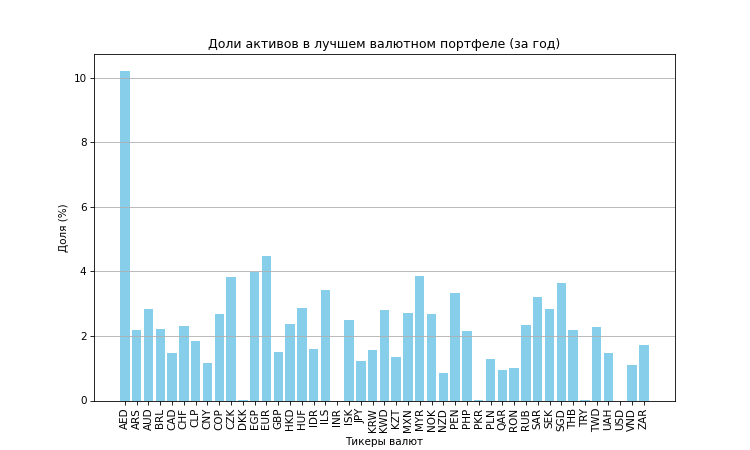 Доли активов в лучшем валютном портфеле (за год)
Доля (%)
10
8
6
4
2
0
AED ARS AUD BRL CAD CHF CLP CNY COP CZK DKK EGP EUR GBP HKD HUF IDR ILS INR ISK JPY KRW KWD KZT MXN MYR NOK NZD PEN PHP PKR PLN QAR RON RUB SAR SEK SGD THB TRY TWD UAH USD VND ZAR
Тикеры валют